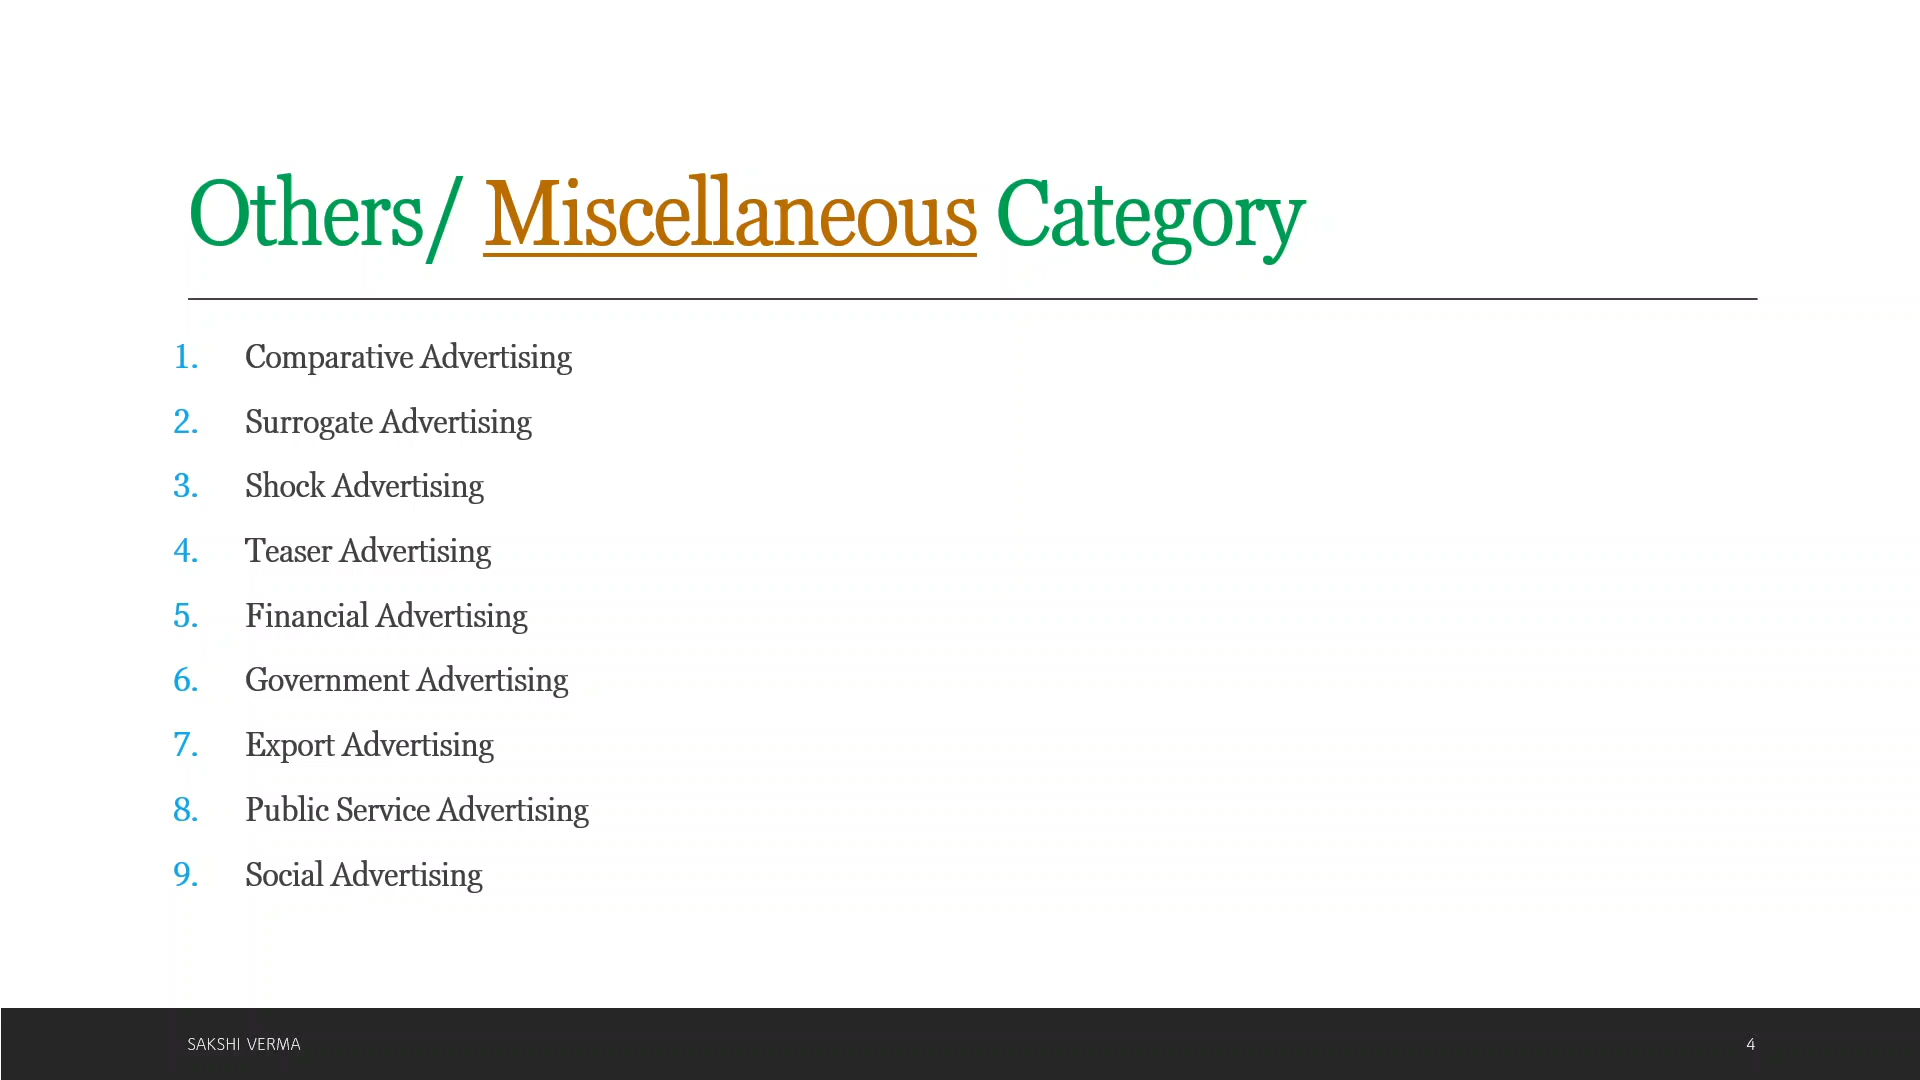 Others/ Miscellaneous Category
1. Comparative Advertising
2. Surrogate Advertising
3. Shock Advertising
4. Teaser Advertising
5. Financial Advertising
6. Government Advertising
7. Export Advertising
8. Public Service Advertising
9. Social Advertising
SAKSHI VERMA
4